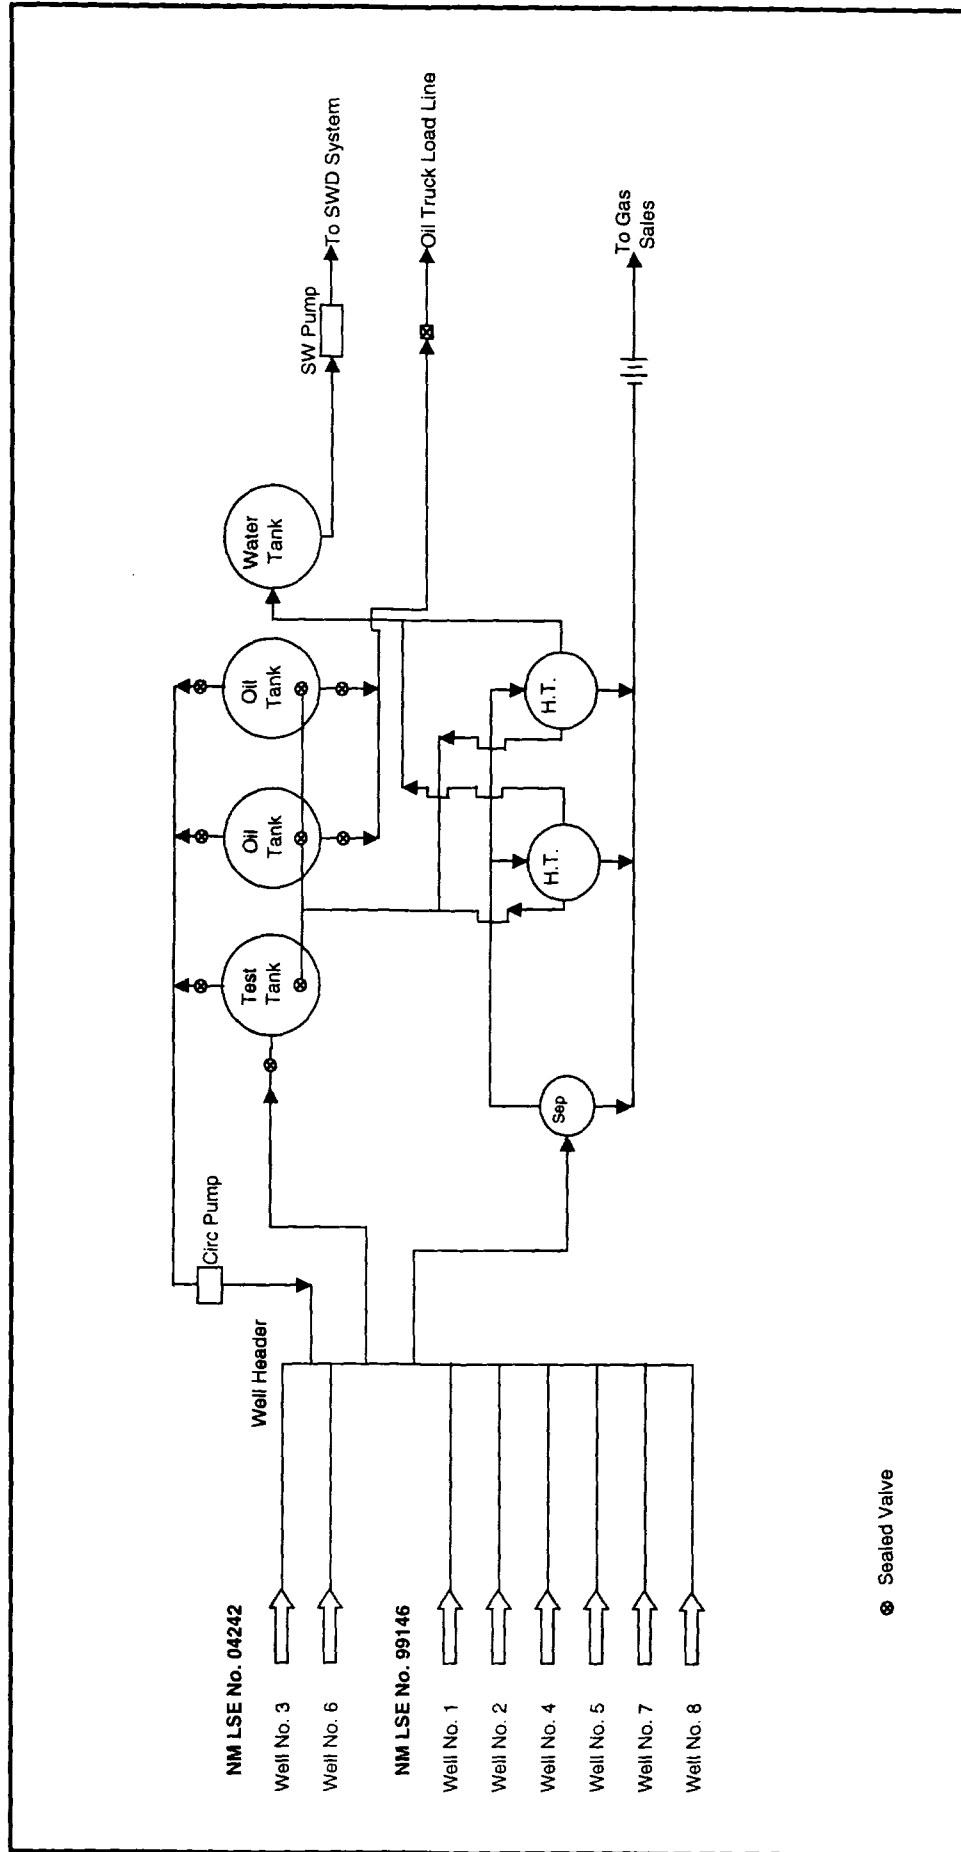 NM LSE No. 04242
Well No. 3
Well No. 6
NM LSE No. 99146
Well No. 1
Well No. 2
Well No. 4
Well No. 5
Well No. 7
Well No. 8
Well Header
Circ Pump
Test
Tank
Oil
Tank
Oil
Tank
Water
Tank
SW Pump
To SWD System
Oil Truck Load Line
Sep
H.T.
H.T.
To Gas
Sales
Sealed Valve